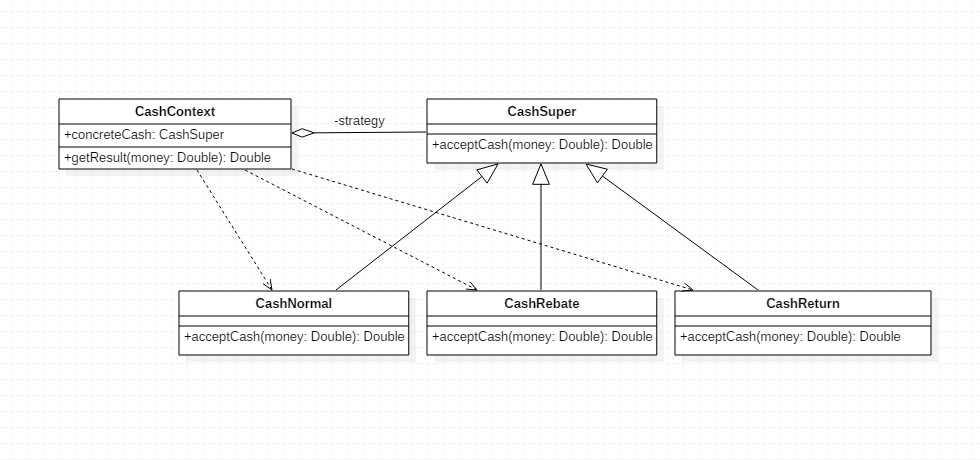 CashContext
+concreteCash: CashSuper
+getResult(money: Double): Double
-strategy
CashSuper
+acceptCash(money: Double): Double
CashNormal
+acceptCash(money: Double): Double
CashRebate
+acceptCash(money: Double): Double
CashReturn
+acceptCash(money: Double): Double